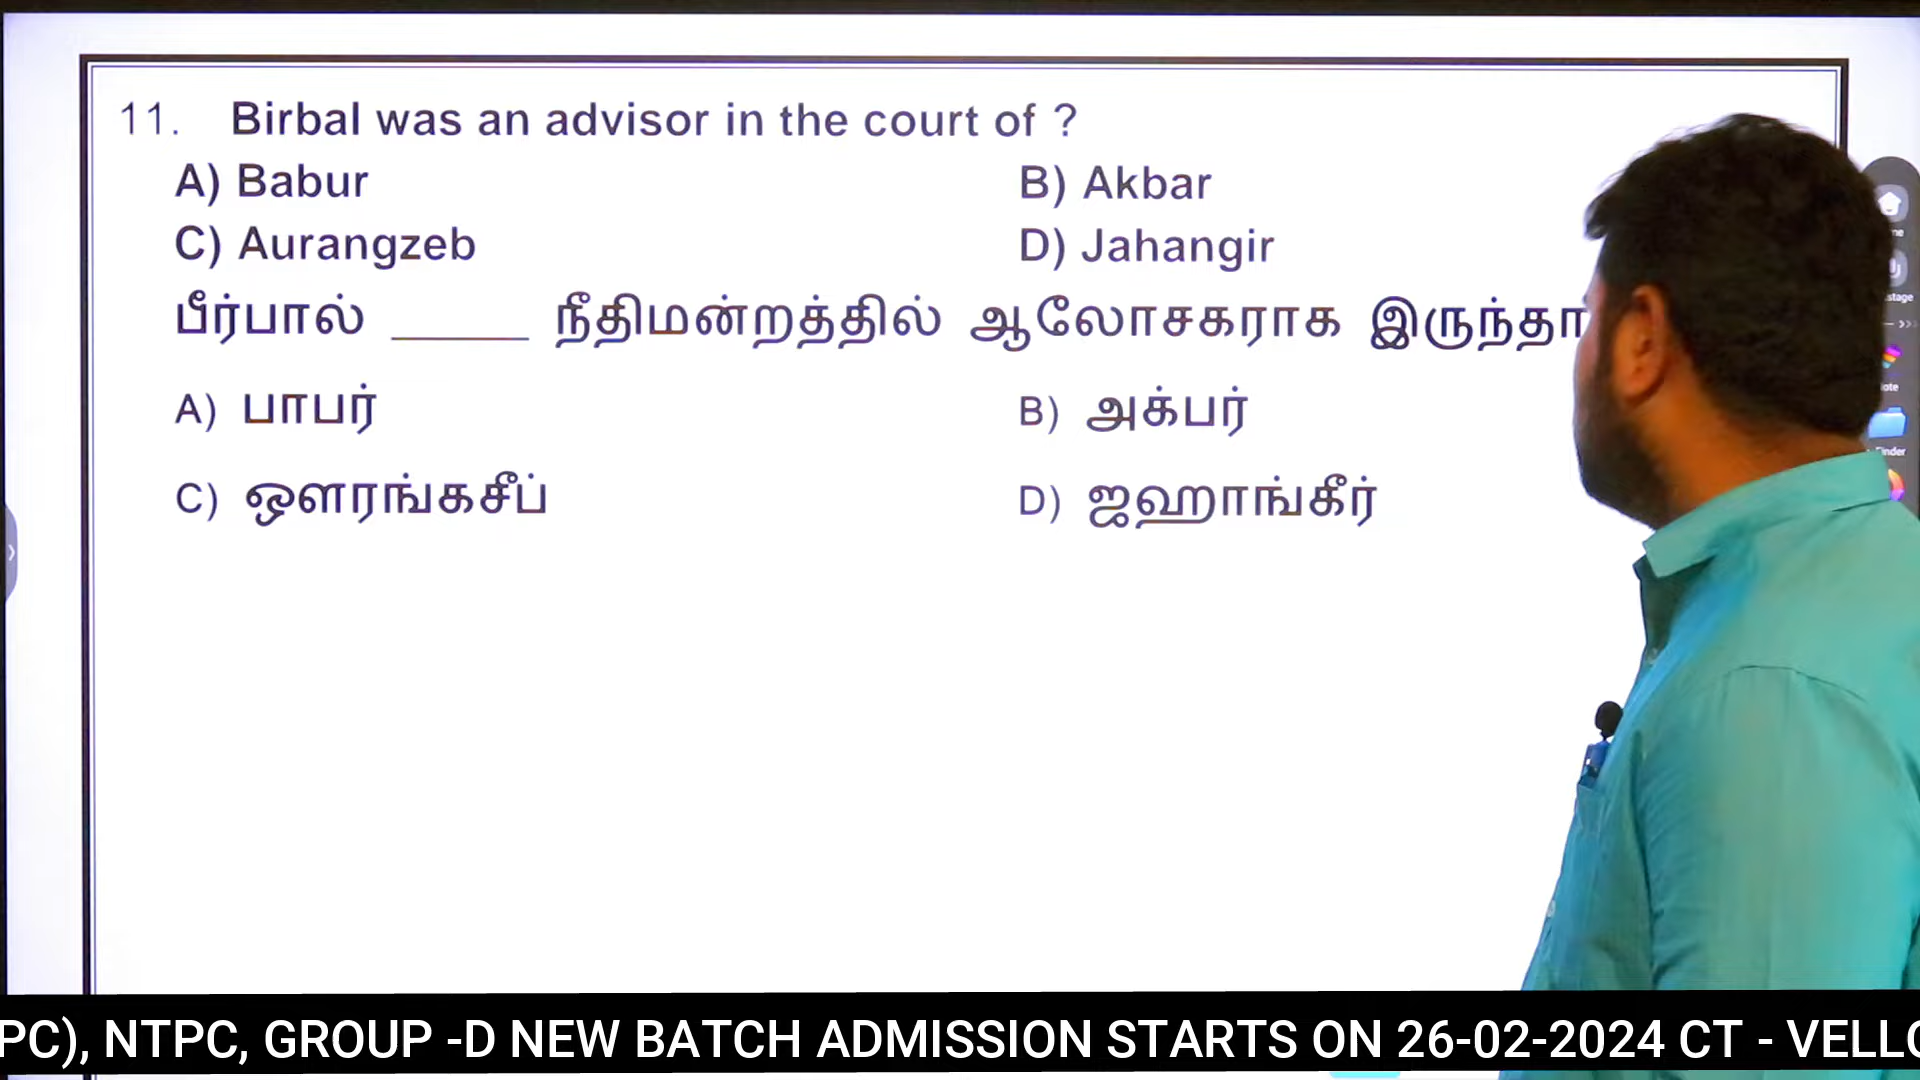 11. Birbal was an advisor in the court of ?
A) Babur B) Akbar
C) Aurangzeb D) Jahangir
பீர்பால் ______ நீதிமன்றத்தில் ஆலோசகராக இருந்தா
A) பாபர் B) அக்பர்
C) ஔரங்கசீப் D) ஜஹாங்கீர்
PC), NTPC, GROUP -D NEW BATCH ADMISSION STARTS ON 26-02-2024 CT - VELLO